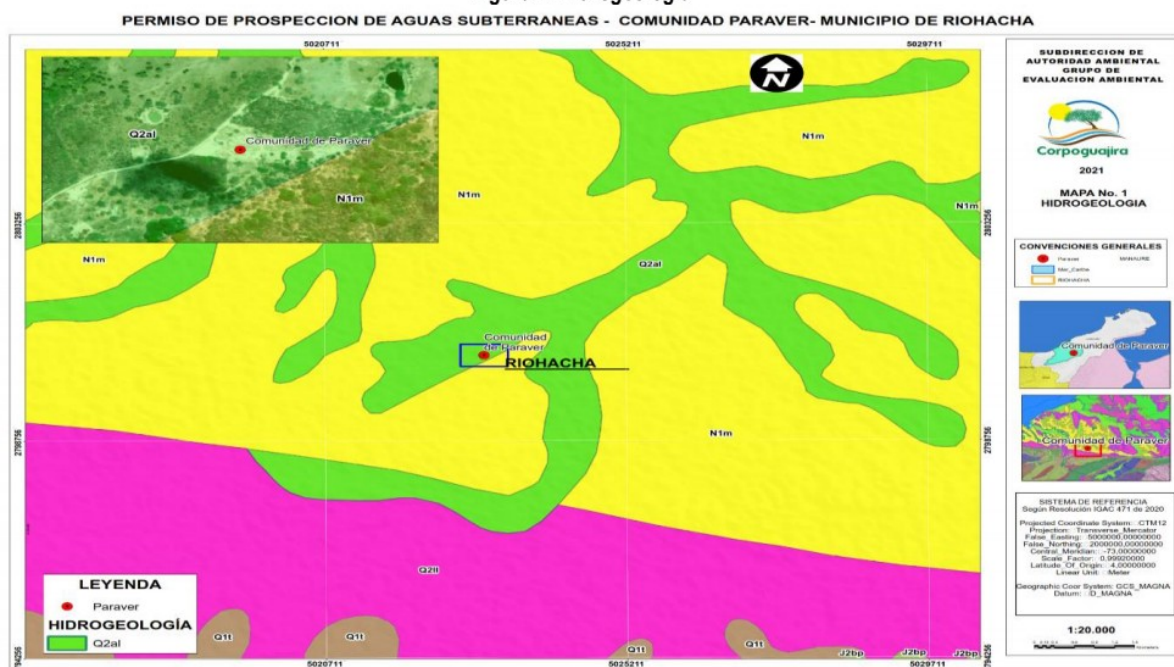 PERMISO DE PROSPECCION DE AGUAS SUBTERRANEAS - COMUNIDAD PARAVER- MUNICIPIO DE RIOHACHA
5020711
5025211
5029711
Q2al
Comunidad de Paraver
N1m
N1m
N1m
N1m
N1m
2803256
2803256
Q2al
Comunidad
de Paraver
RIOHACHA
N1m
2798756
2798756
Q2ll
LEYENDA
Paraver
HIDROGEOLOGÍA
Q2al
Q1t
Q1t
Q1t
Q1t
J2bp
J2bp
5020711
5025211
5029711
SUBDIRECCION DE
AUTORIDAD AMBIENTAL
GRUPO DE
EVALUACION AMBIENTAL
Corpoguajira
2021
MAPA No. 1
HIDROGEOLOGIA
CONVENCIONES GENERALES
Paraver MANAURE
Mar_Caribe
RIOHACHA
Comunidad de Paraver
Comunidad de Paraver
SISTEMA DE REFERENCIA
Según Resolución IGAC 471 de 2020
Projected Coordinate System: CTM12
Projection: Transverse_Mercator
False_Easting: 5000000,00000000
False_Northing: 2000000,00000000
Central_Meridian: -73,00000000
Scale_Factor: 0,99920000
Latitude_Of_Origin: 4,00000000
Linear Unit: Meter
Geographic Coor System: GCS_MAGNA
Datum: D_MAGNA
1:20.000